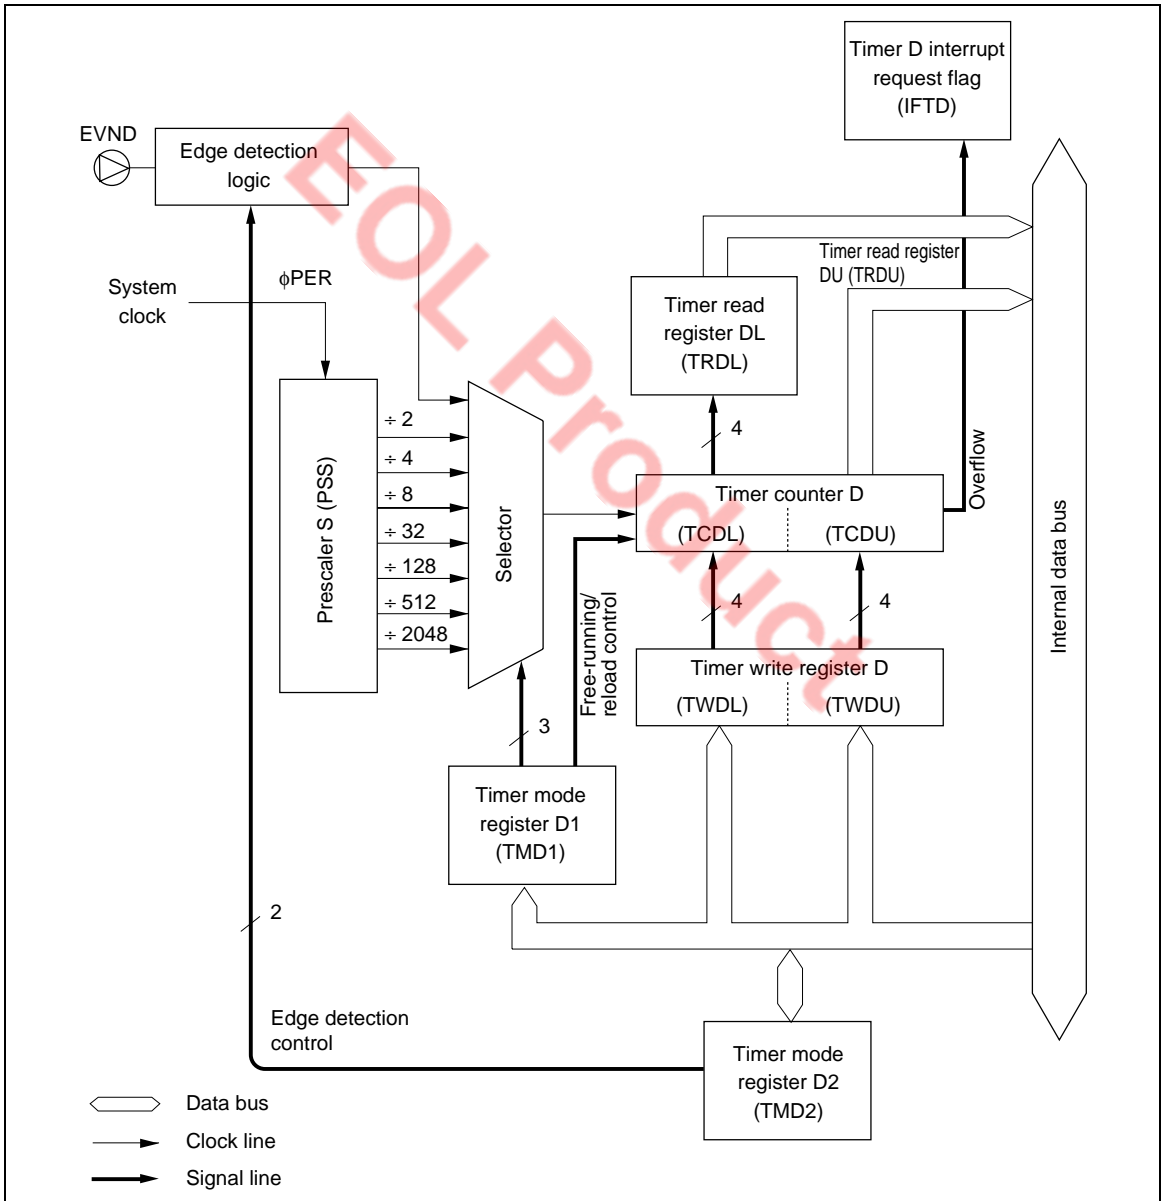 Timer D interrupt
request flag
(IFTD)
EVND
Edge detection
logic
φPER
System
clock
Timer read register
DU (TRDU)
Timer read
register DL
(TRDL)
÷ 2
÷ 4
÷ 8
÷ 32
÷ 128
÷ 512
÷ 2048
Prescaler S (PSS)
Selector
4
Timer counter D
(TCDL)
(TCDU)
Overflow
Internal data bus
4
4
Free-running/
reload control
Timer write register D
(TWDL)
(TWDU)
3
Timer mode
register D1
(TMD1)
2
Edge detection
control
Timer mode
register D2
(TMD2)
Data bus
Clock line
Signal line
EOL Product